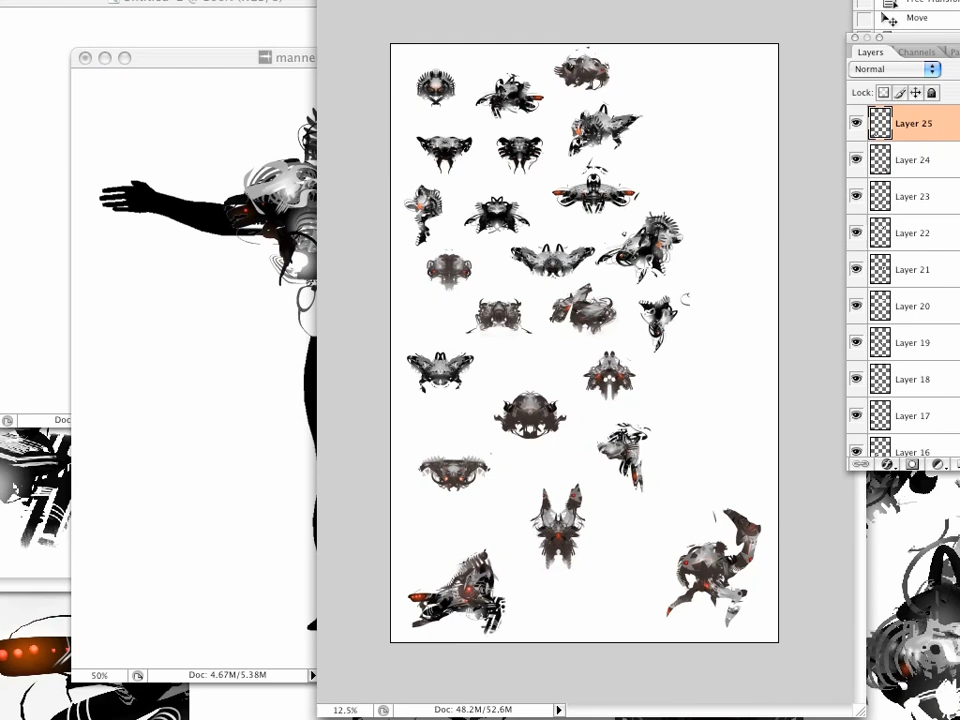 Move
manne
Layers
Channels
Normal
Lock:
Layer 25
Layer 24
Layer 23
Layer 22
Layer 21
Layer 20
Layer 19
Layer 18
Layer 17
Layer 16
Doc
50%
Doc: 4.67M/5.38M
12.5%
Doc: 48.2M/52.6M